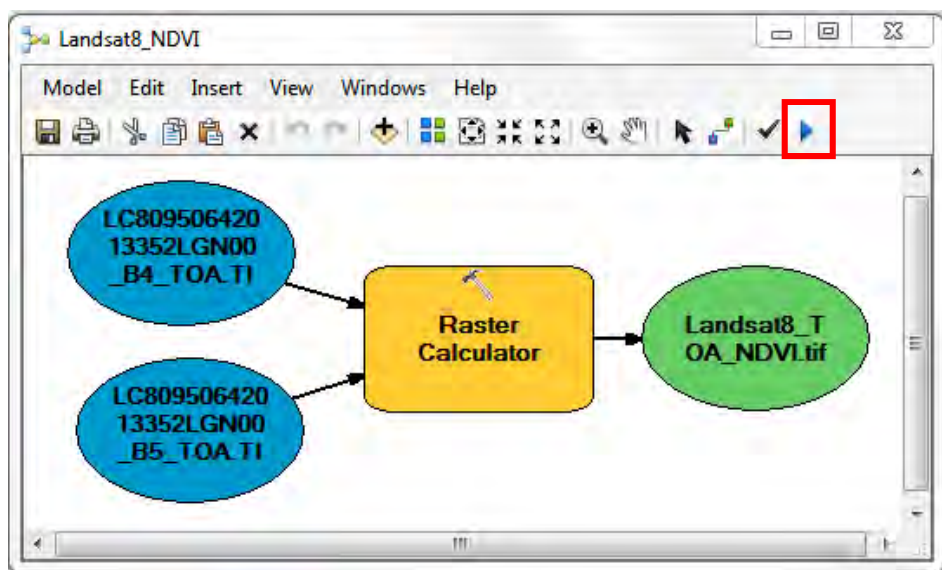 Landsat8_NDVI
Model Edit Insert View Windows Help
LC809506420
13352LGN00
_B4_TOA.TI
LC809506420
13352LGN00
_B5_TOA.TI
Raster
Calculator
Landsat8_T
OA_NDVI.tif